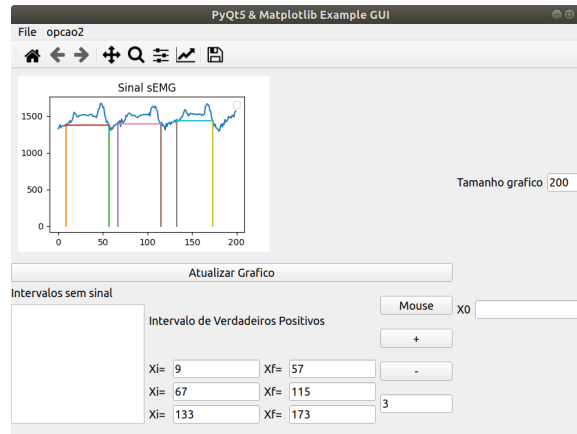 PyQt5 & Matplotlib Example GUI
File opcao2
Sinal sEMG
1500
1000
500
0
0 50 100 150 200
Tamanho grafico 200
Atualizar Grafico
Intervalos sem sinal
Mouse X0
Intervalo de Verdadeiros Positivos
+
Xi= 9 Xf= 57
-
Xi= 67 Xf= 115
3
Xi= 133 Xf= 173